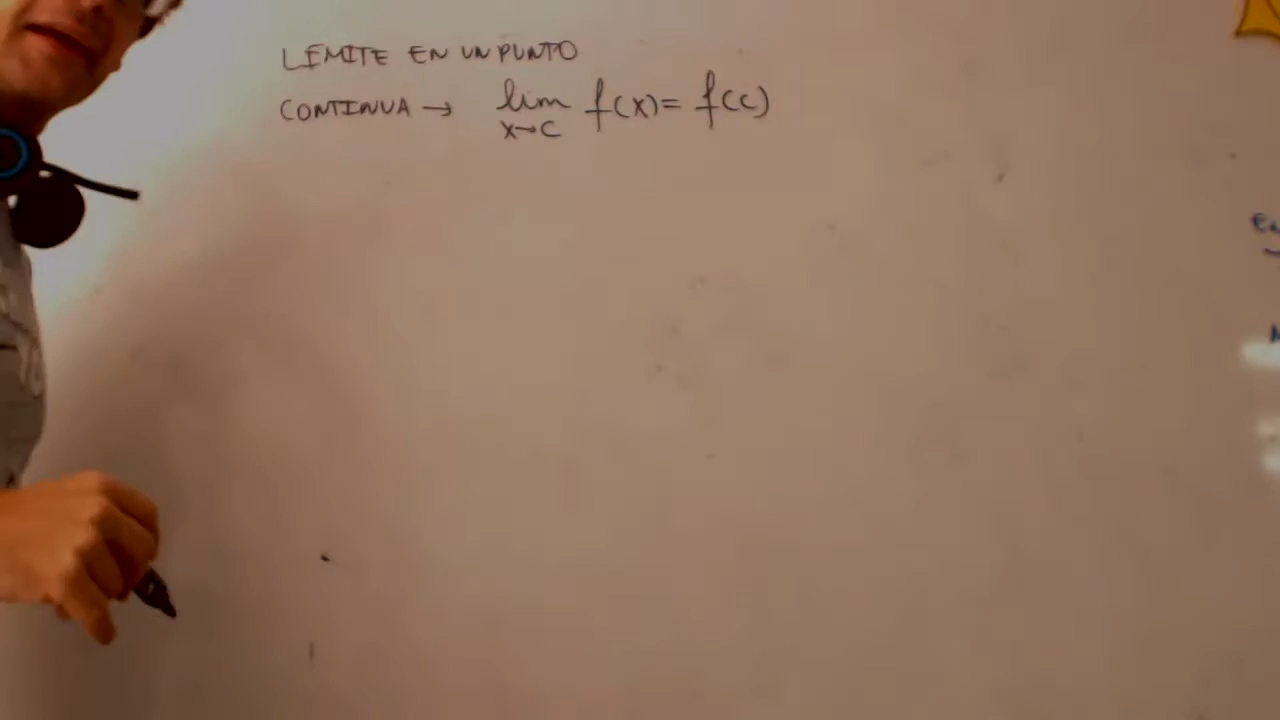 LÍMITE EN UN PUNTO
CONTINUA → lim x→c f(x) = f(c)